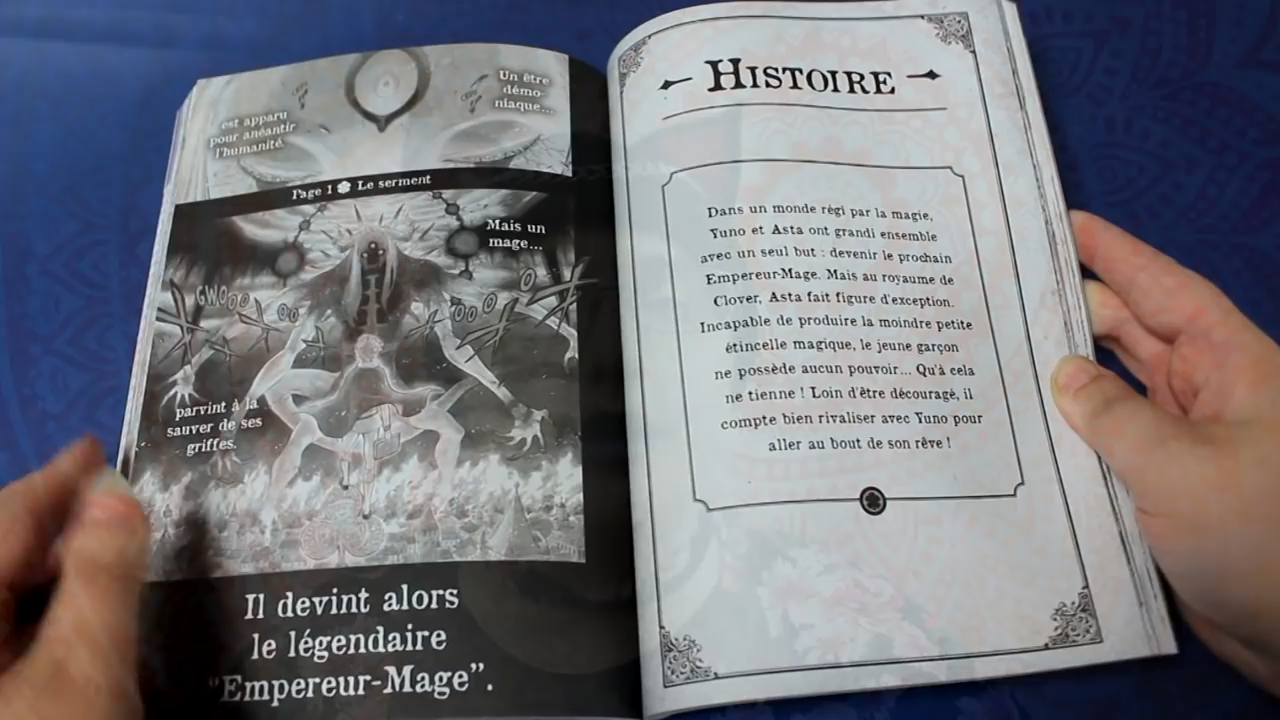 Un être
démo-
niaque...
est apparu
pour anéantir
l'humanité.
Page 1 Le serment
Mais un
mage...
GWOOO OO OOO O
parvint à la
sauver de ses
griffes.
Il devint alors
le légendaire
"Empereur-Mage".
HISTOIRE
Dans un monde régi par la magie,
Yuno et Asta ont grandi ensemble
avec un seul but : devenir le prochain
Empereur-Mage. Mais au royaume de
Clover, Asta fait figure d'exception.
Incapable de produire la moindre petite
étincelle magique, le jeune garçon
ne possède aucun pouvoir... Qu'à cela
ne tienne ! Loin d'être découragé, il
compte bien rivaliser avec Yuno pour
aller au bout de son rêve !